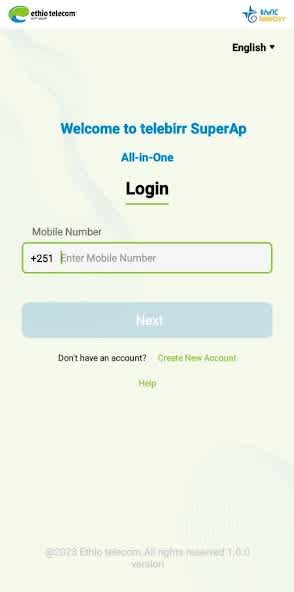 ethio telecom
English
Welcome to telebirr SuperAp
All-in-One
Login
Mobile Number
+251 Enter Mobile Number
Next
Don't have an account? Create New Account
Help
@2023 Ethio telecom.All rights reserved 1.0.0
version